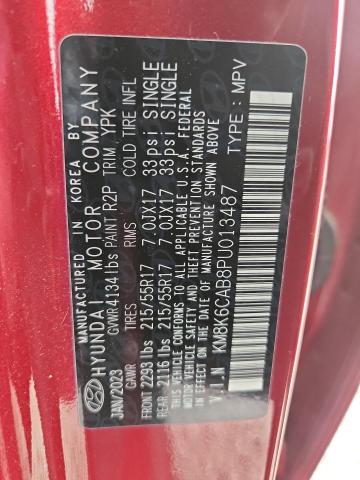 MANUFACTURED IN KOREA BY
HYUNDAI MOTOR COMPANY
JAN/2023 GVWR4134 lbs PAINT R2P TRIM YPK
GAWR TIRES RIMS COLD TIRE INFL
FRONT 2293 lbs 215/55R17 7.0JX17 33 psi SINGLE
REAR 2116 lbs 215/55R17 7.0JX17 33 psi SINGLE
THIS VEHICLE CONFORMS TO ALL APPLICABLE U.S.A. FEDERAL
MOTOR VEHICLE SAFETY AND THEFT PREVENTION
STANDARDS IN EFFECT ON THE DATE OF MANUFACTURE SHOWN ABOVE
V.I.N KM8K6CAB8PU013487 TYPE: MPV